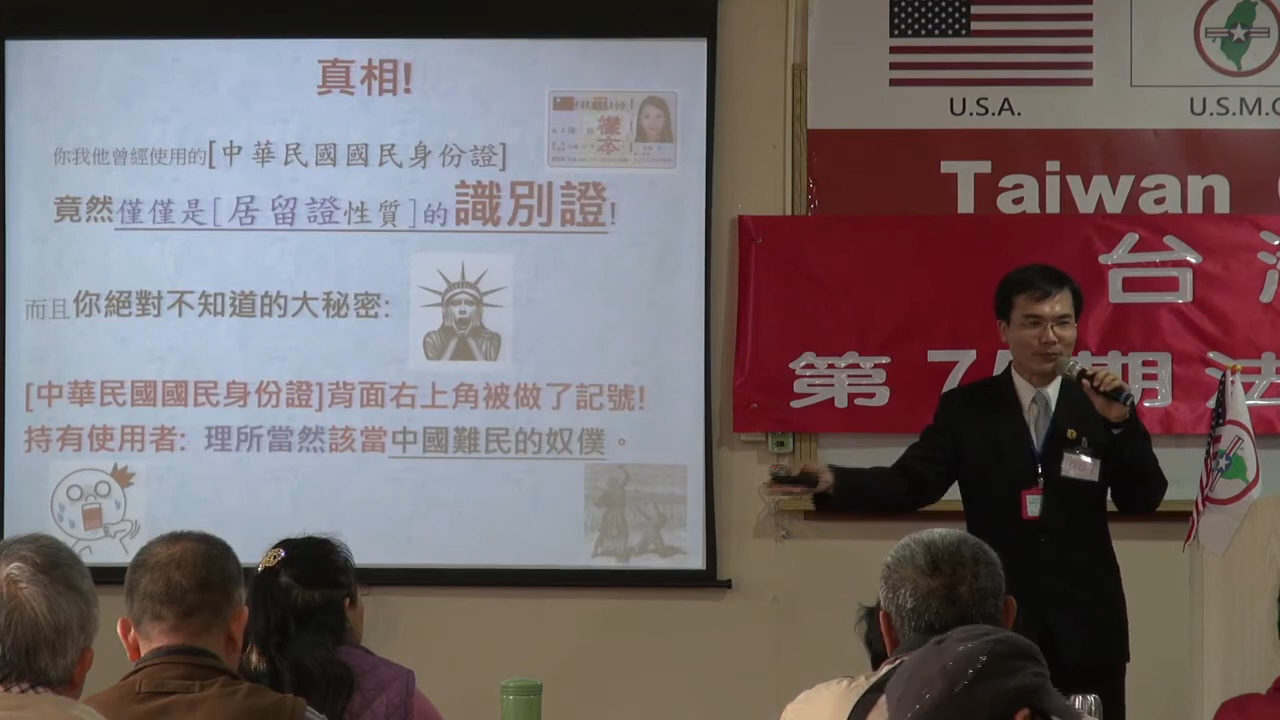 真相!
樣本
你我他曾經使用的[中華民國國民身份證]
竟然僅僅是[居留證性質]的識別證!
而且你絕對不知道的大秘密:
[中華民國國民身份證]背面右上角被做了記號!
持有使用者: 理所當然該當中國難民的奴僕。
U.S.A.
U.S.M.G
Taiwan
台灣
第 期 法